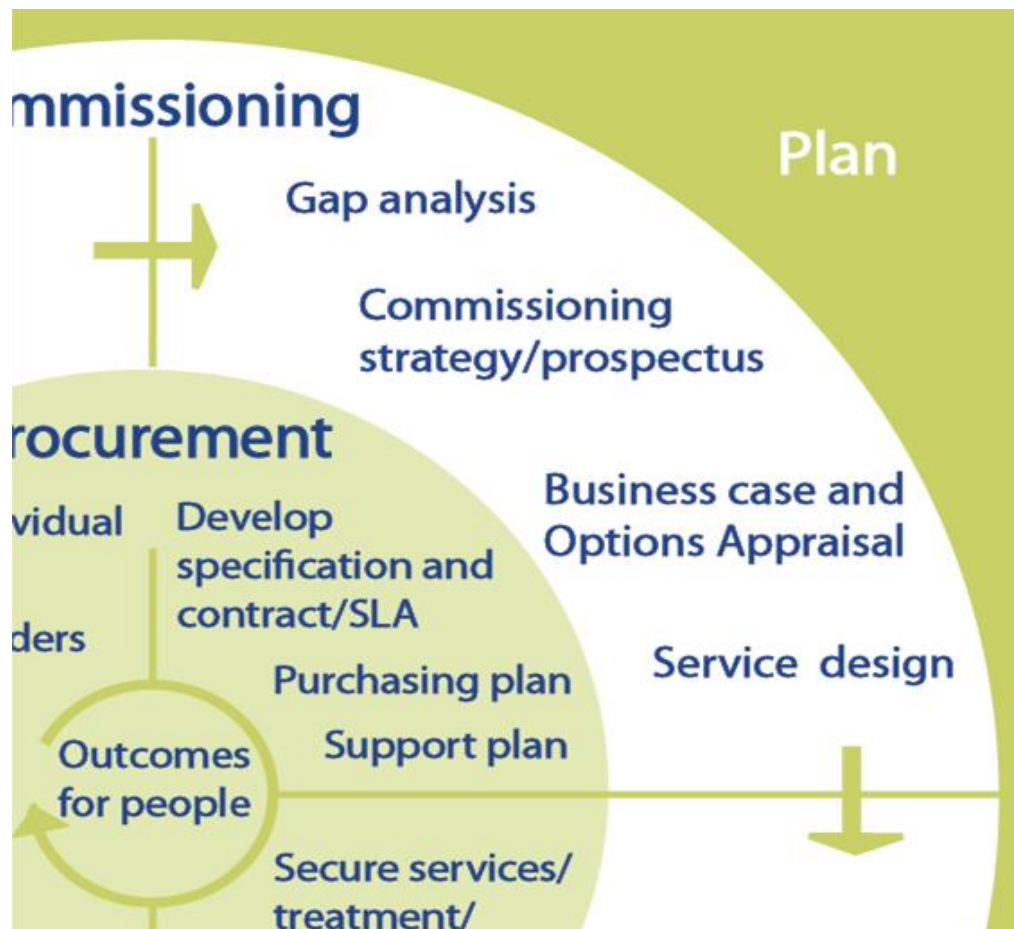 mmissioning
Plan
Gap analysis
Commissioning
strategy/prospectus
rocurement
Business case and
Options Appraisal
vidual
Develop
specification and
contract/SLA
ders
Service design
Purchasing plan
Support plan
Outcomes
for people
Secure services/
treatment/